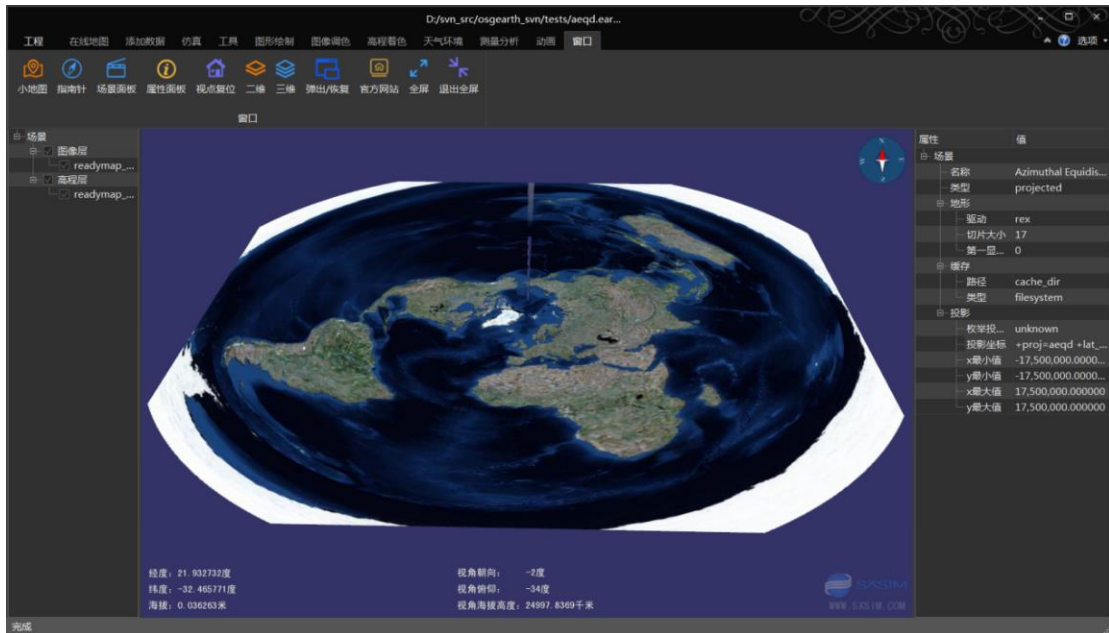 D:/svn_src/osgearth_svn/tests/aeqd.ear...
工程 在线地图 添加数据 仿真 工具 图形绘制 图像调色 高程着色 天气环境 测量分析 动画 窗口 选项
小地图 指南针 场景面板 属性面板 视点复位 二维 三维 弹出/恢复 官方网站 全屏 退出全屏
窗口
场景
图像层
readymap_...
高程层
readymap_...
属性 值
场景
名称 Azimuthal Equidis...
类型 projected
地形
驱动 rex
切片大小 17
第一显... 0
缓存
路径 cache_dir
类型 filesystem
投影
枚举投... unknown
投影坐标 +proj=aeqd +lat_...
x最小值 -17,500,000.0000...
y最小值 -17,500,000.0000...
x最大值 17,500,000.000000
y最大值 17,500,000.000000
经度：21.932732度 视角朝向： -2度
纬度：-32.465771度 视角俯仰： -34度
海拔：0.036263米 视角海拔高度：24997.8369千米
SXSIM
WWW.SXSIM.COM
完成